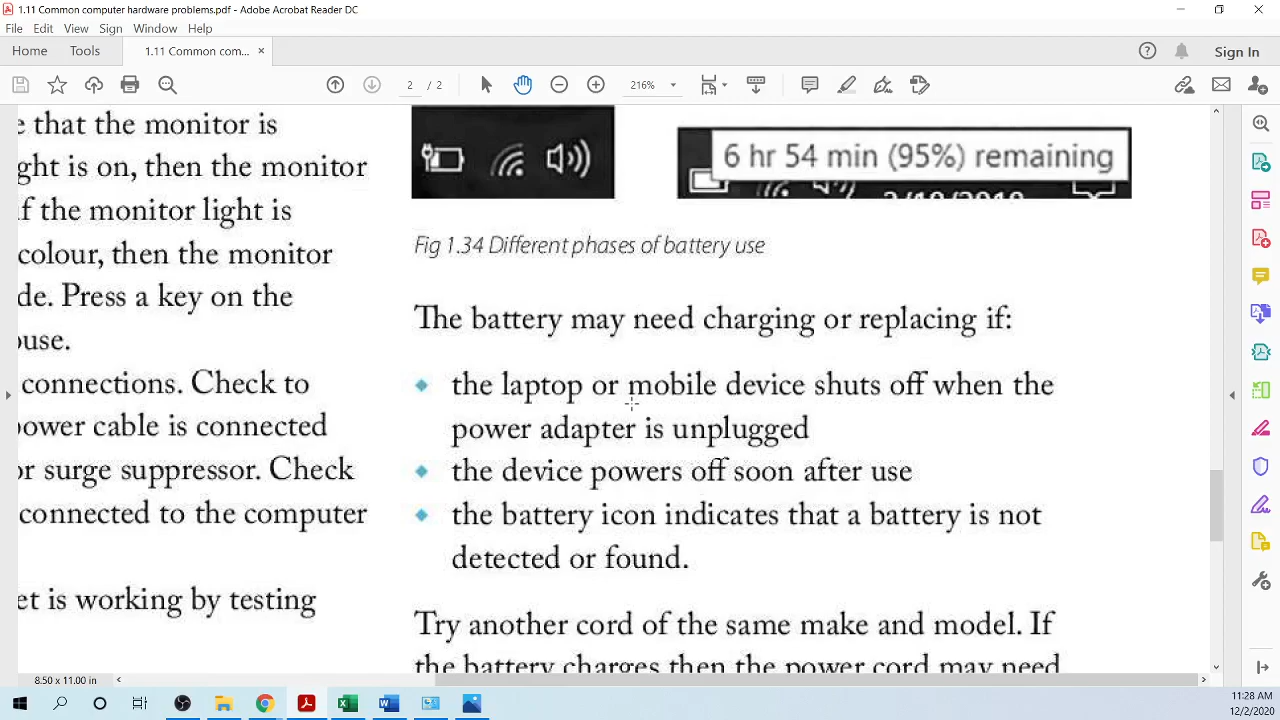 1.11 Common computer hardware problems.pdf - Adobe Acrobat Reader DC
File Edit View Sign Window Help
Home Tools 1.11 Common com... × Sign In
2 / 2 216%
e that the monitor is
ght is on, then the monitor
if the monitor light is
colour, then the monitor
de. Press a key on the
ouse.
connections. Check to
power cable is connected
or surge suppressor. Check
connected to the computer
et is working by testing
6 hr 54 min (95%) remaining
Fig 1.34 Different phases of battery use
The battery may need charging or replacing if:
the laptop or mobile device shuts off when the
power adapter is unplugged
the device powers off soon after use
the battery icon indicates that a battery is not
detected or found.
Try another cord of the same make and model. If
the battery charges then the power cord may need
8.50 x 11.00 in
11:28 AM
12/2/2020